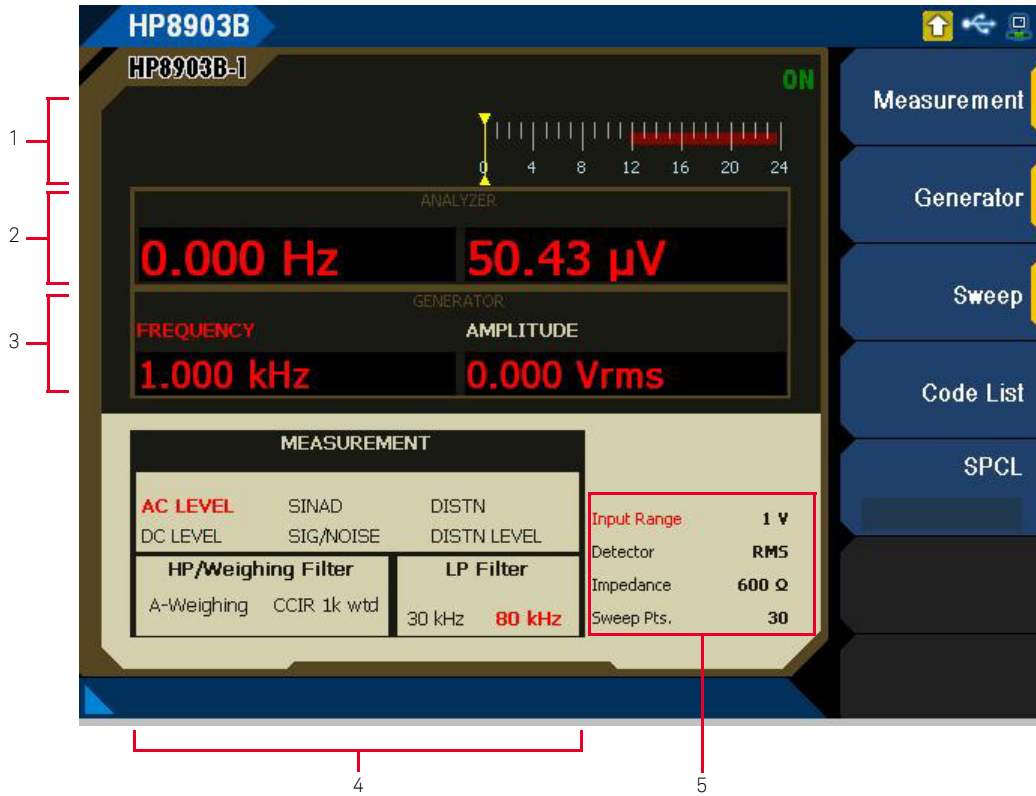 HP8903B
HP8903B-1
ON
Measurement
1
0 4 8 12 16 20 24
2
ANALYZER
Generator
0.000 Hz 50.43 µV
3
GENERATOR
Sweep
FREQUENCY AMPLITUDE
1.000 kHz 0.000 Vrms
Code List
MEASUREMENT
SPCL
AC LEVEL SINAD DISTN
DC LEVEL SIG/NOISE DISTN LEVEL
HP/Weighing Filter LP Filter
A-Weighing CCIR 1k wtd
30 kHz 80 kHz
Input Range 1 V
Detector RMS
Impedance 600 Ω
Sweep Pts. 30
4
5